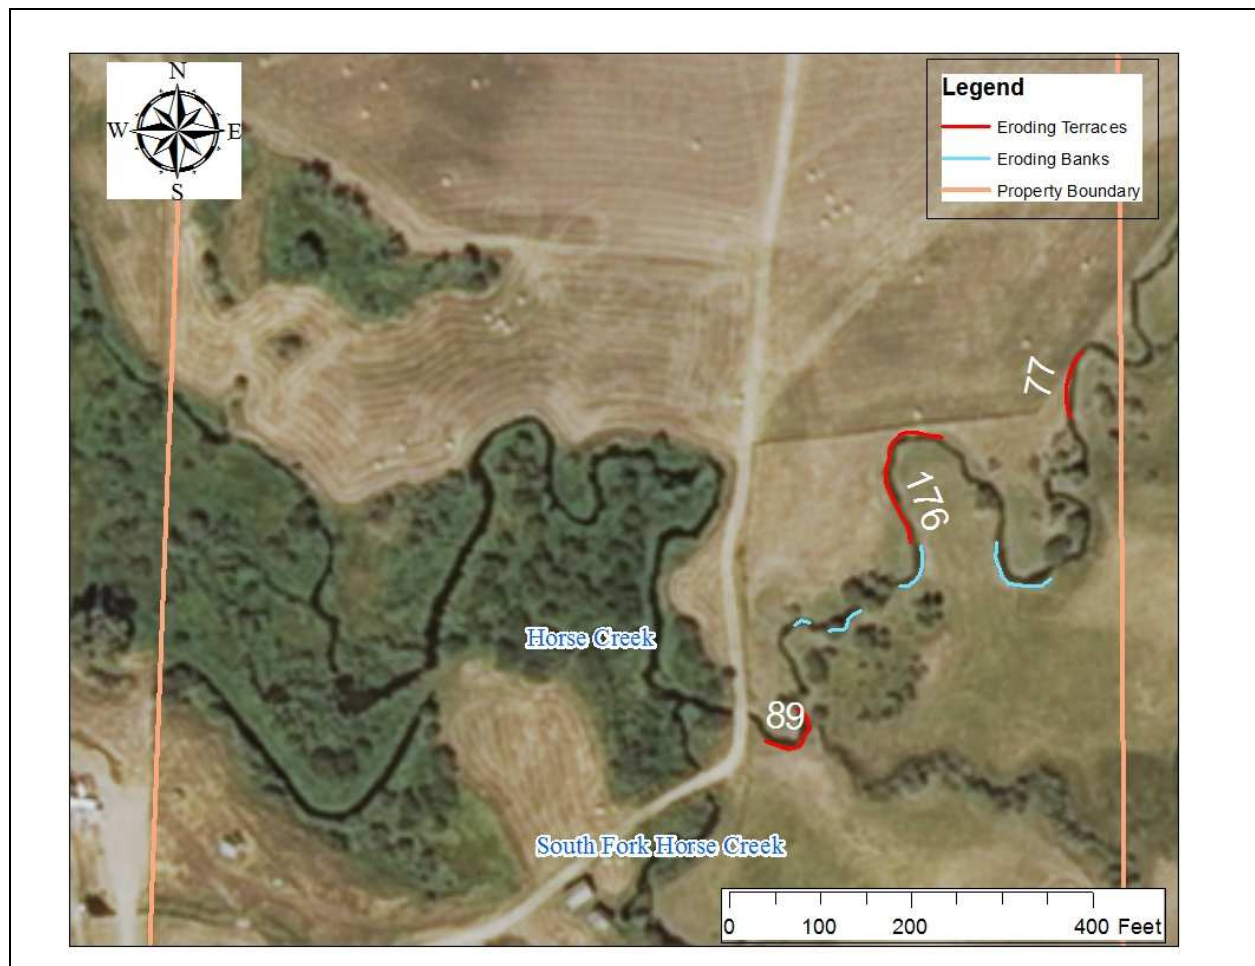 N
W E
S
Legend
Eroding Terraces
Eroding Banks
Property Boundary
77
176
Horse Creek
89
South Fork Horse Creek
0 100 200 400 Feet